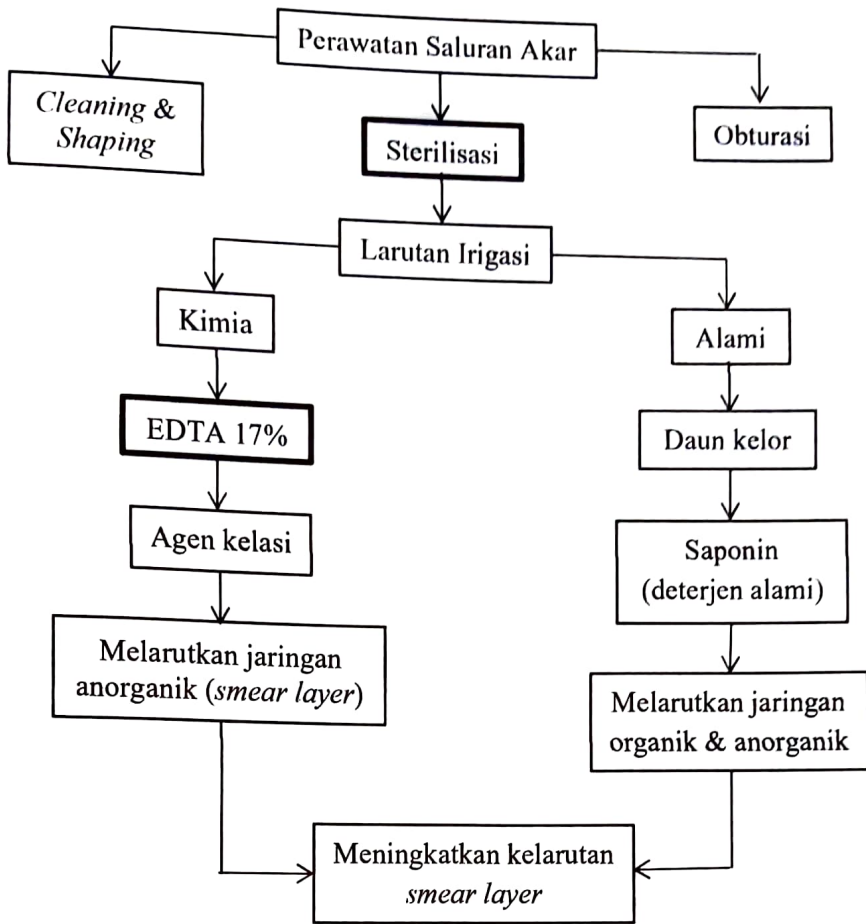 Perawatan Saluran Akar
Cleaning &
Shaping
Sterilisasi
Obturasi
Larutan Irigasi
Kimia
Alami
EDTA 17%
Daun kelor
Agen kelasi
Saponin
(deterjen alami)
Melarutkan jaringan
anorganik (smear layer)
Melarutkan jaringan
organik & anorganik
Meningkatkan kelarutan
smear layer